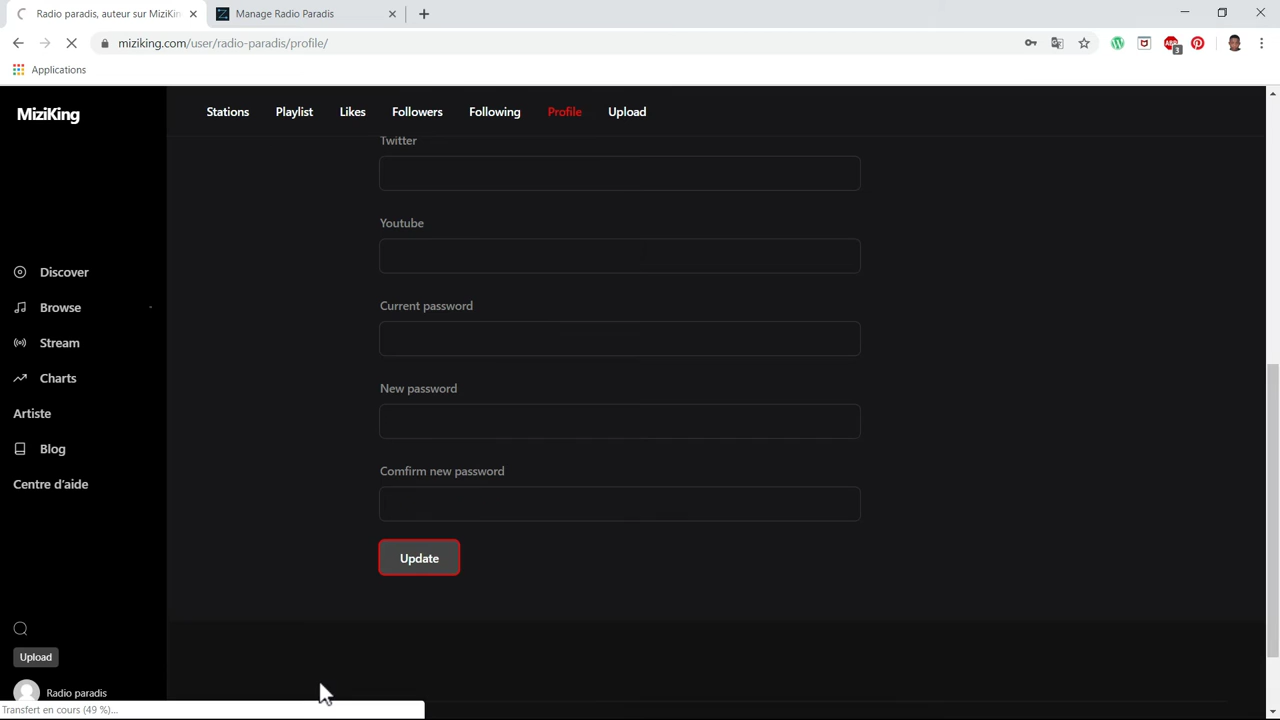 Radio paradis, auteur sur MiziKin
Manage Radio Paradis
miziking.com/user/radio-paradis/profile/
ABP
3
Applications
MiziKing
Stations
Playlist
Likes
Followers
Following
Profile
Upload
Twitter
Youtube
Discover
Current password
Browse
Stream
New password
Charts
Artiste
Blog
Comfirm new password
Centre d'aide
Update
Upload
Radio paradis
Transfert en cours (49 %)...